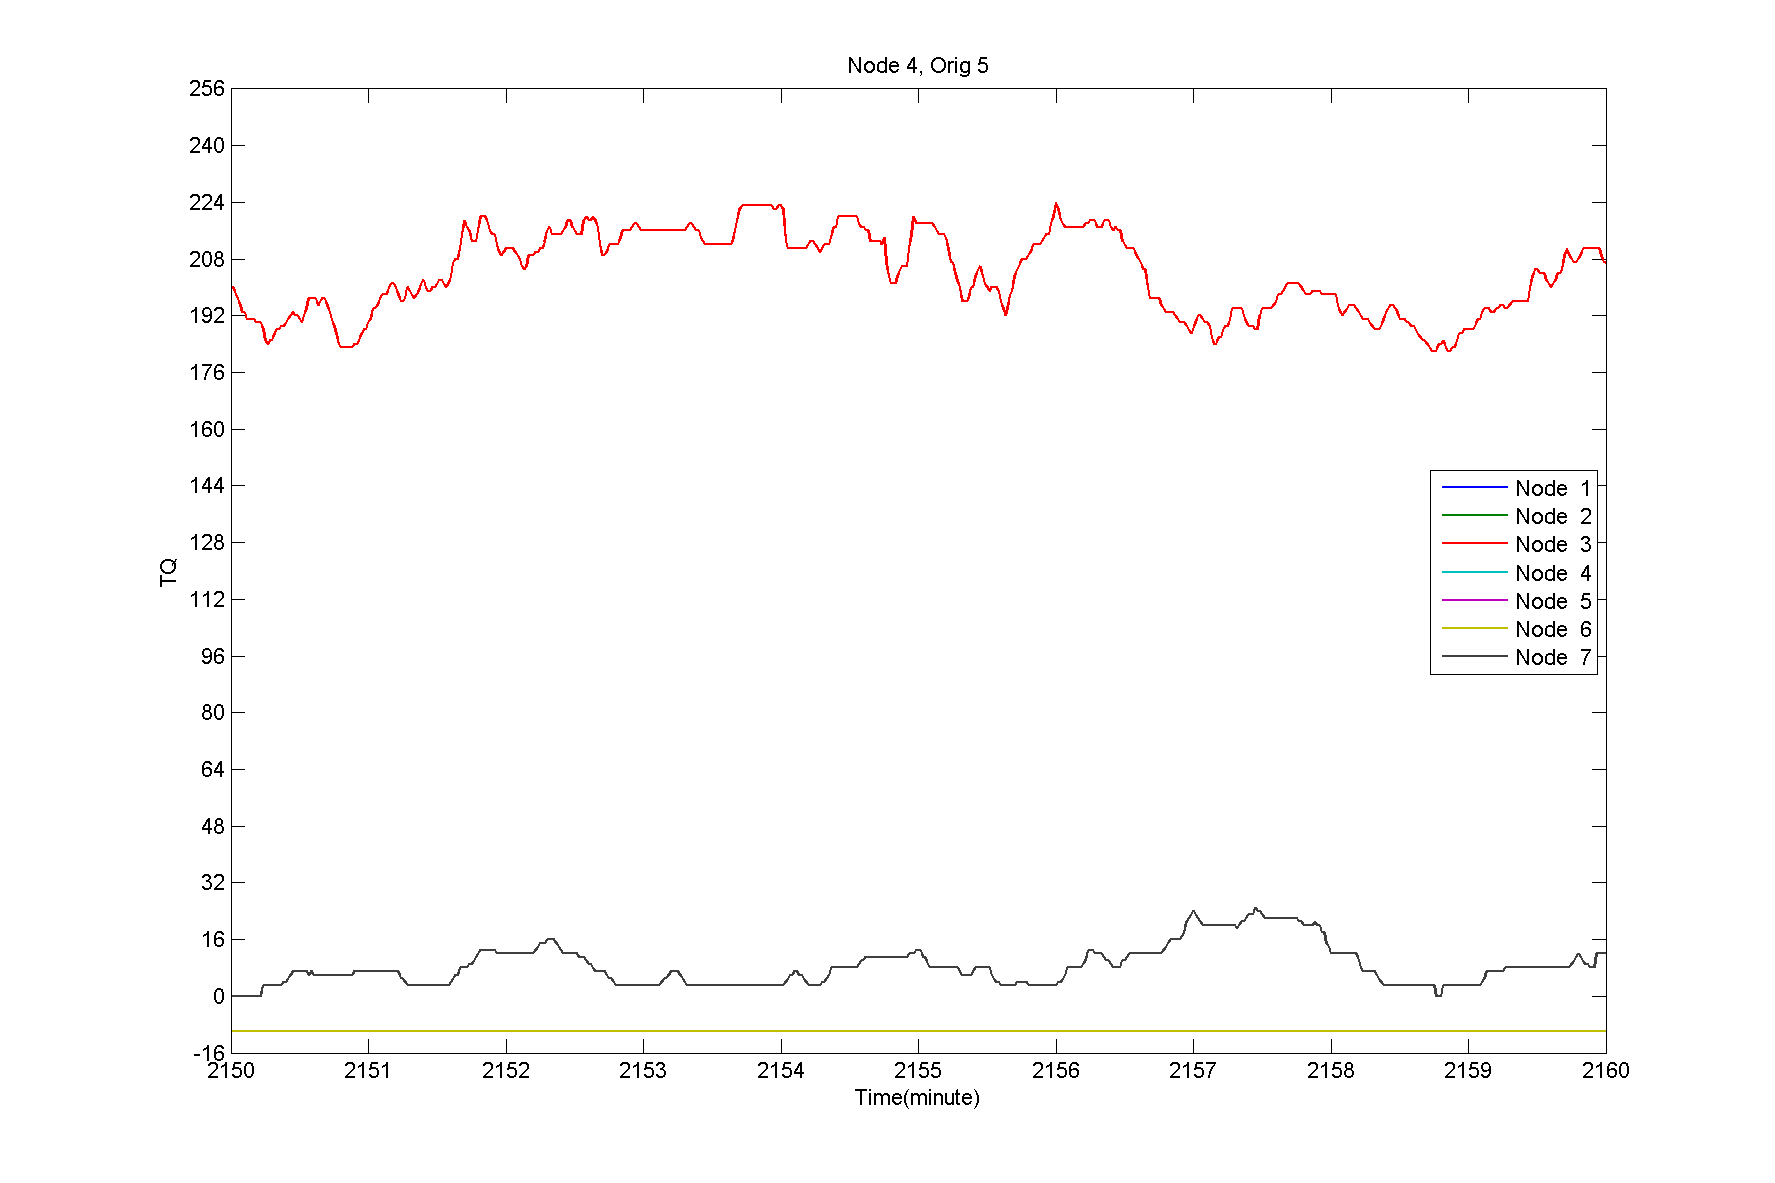 Node 4, Orig 5
256
240
224
208
192
176
160
144
128
112
96
80
64
48
32
16
0
-16
TQ
Node 1
Node 2
Node 3
Node 4
Node 5
Node 6
Node 7
2150 2151 2152 2153 2154 2155 2156 2157 2158 2159 2160
Time(minute)